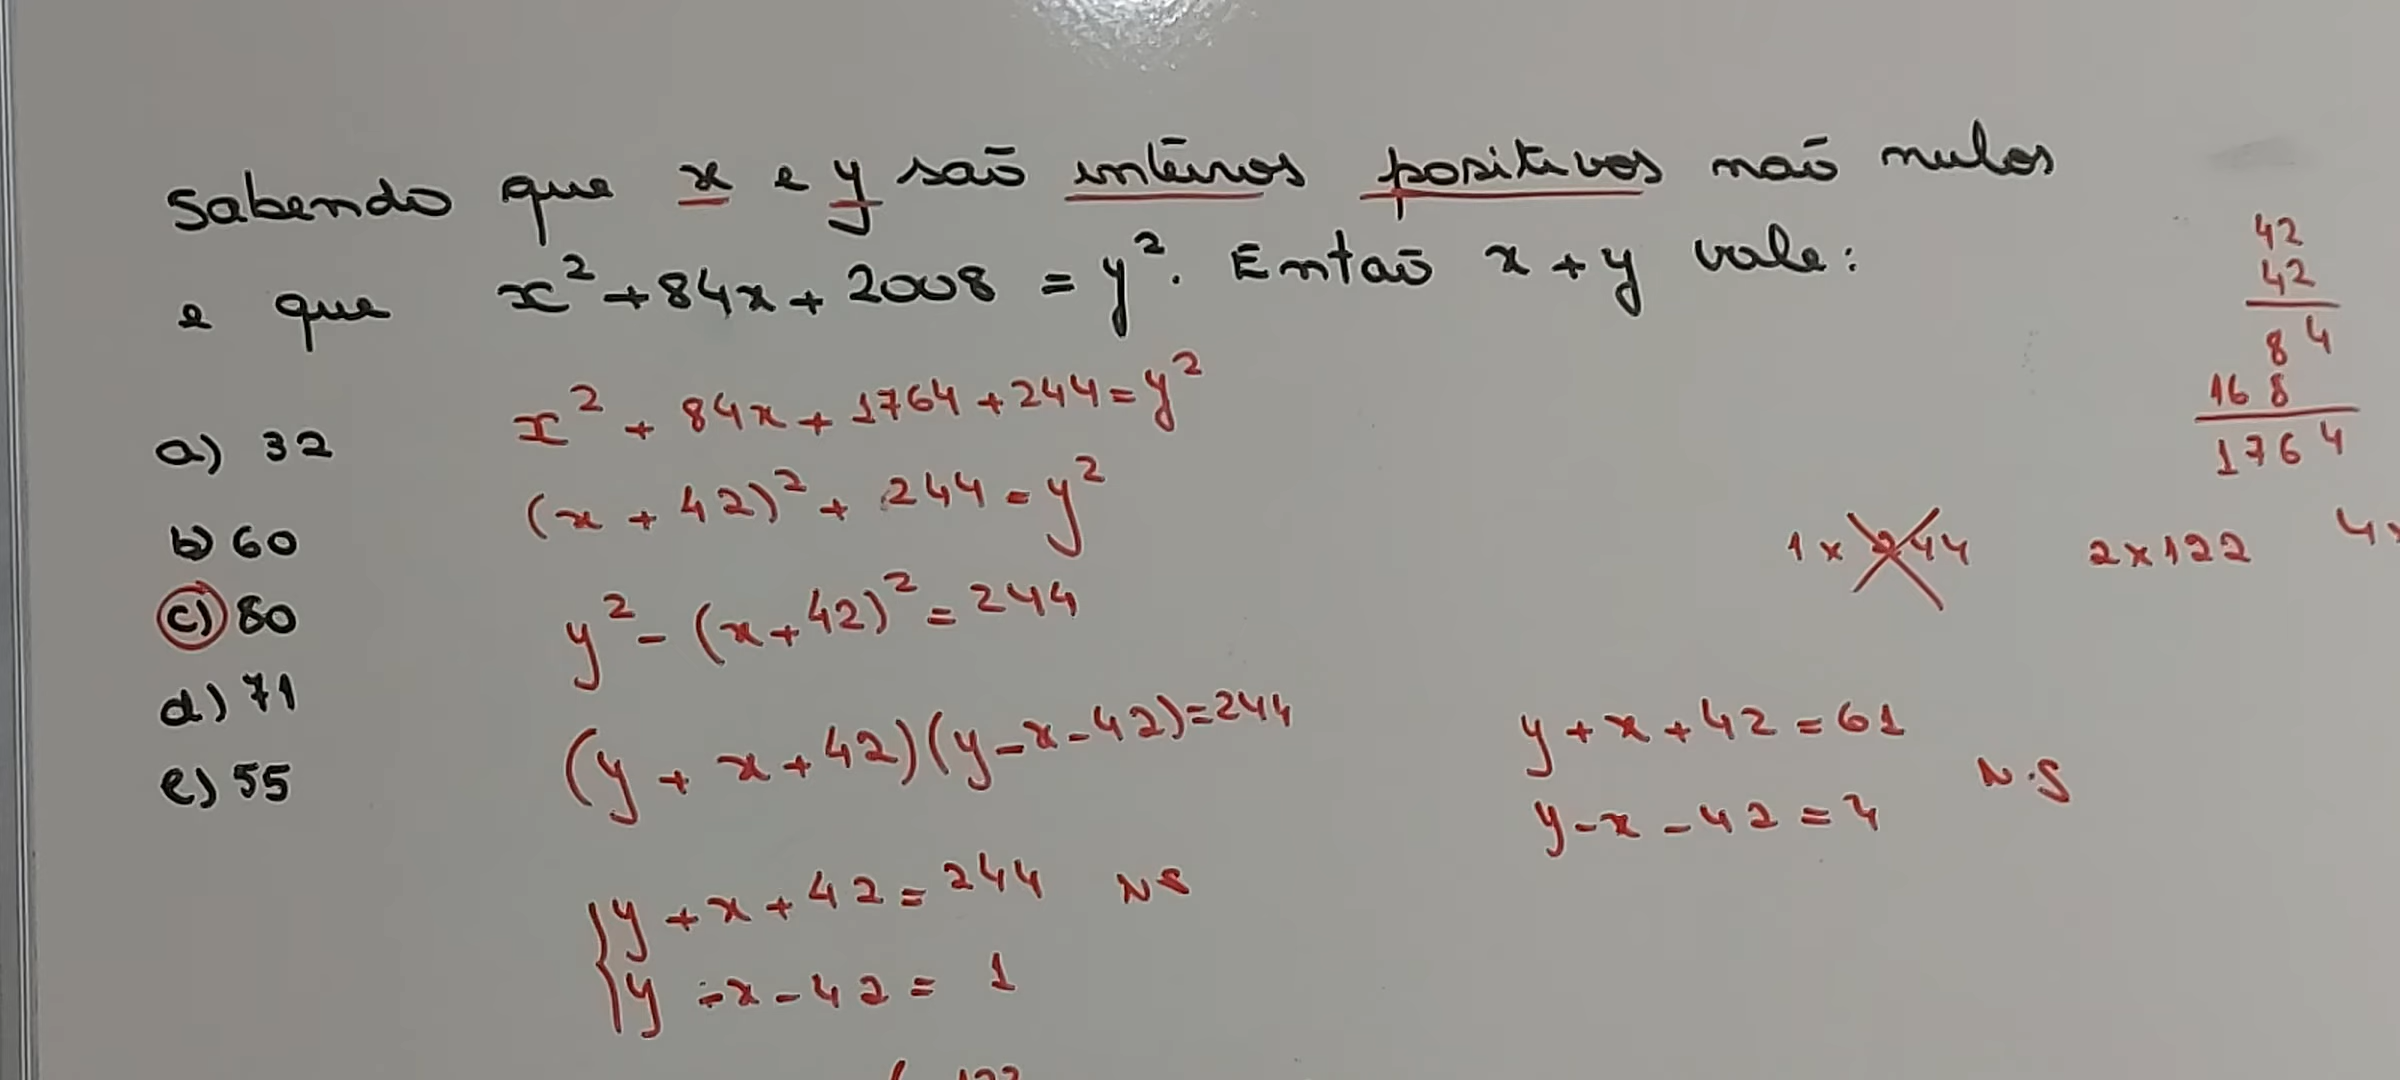 Sabendo que x e y são inteiros positivos não nulos
e que x² + 84x + 2008 = y². Então x + y vale:
a) 32
b) 60
c) 80
d) 71
e) 55
x² + 84x + 1764 + 244 = y²
(x + 42)² + 244 = y²
y² - (x + 42)² = 244
(y + x + 42)(y - x - 42) = 244
y + x + 42 = 244 NS
y - x - 42 = 1
42
42
84
168
1764
1 x 244 2 x 122 4x
y + x + 42 = 61
y - x - 42 = 4
N.S